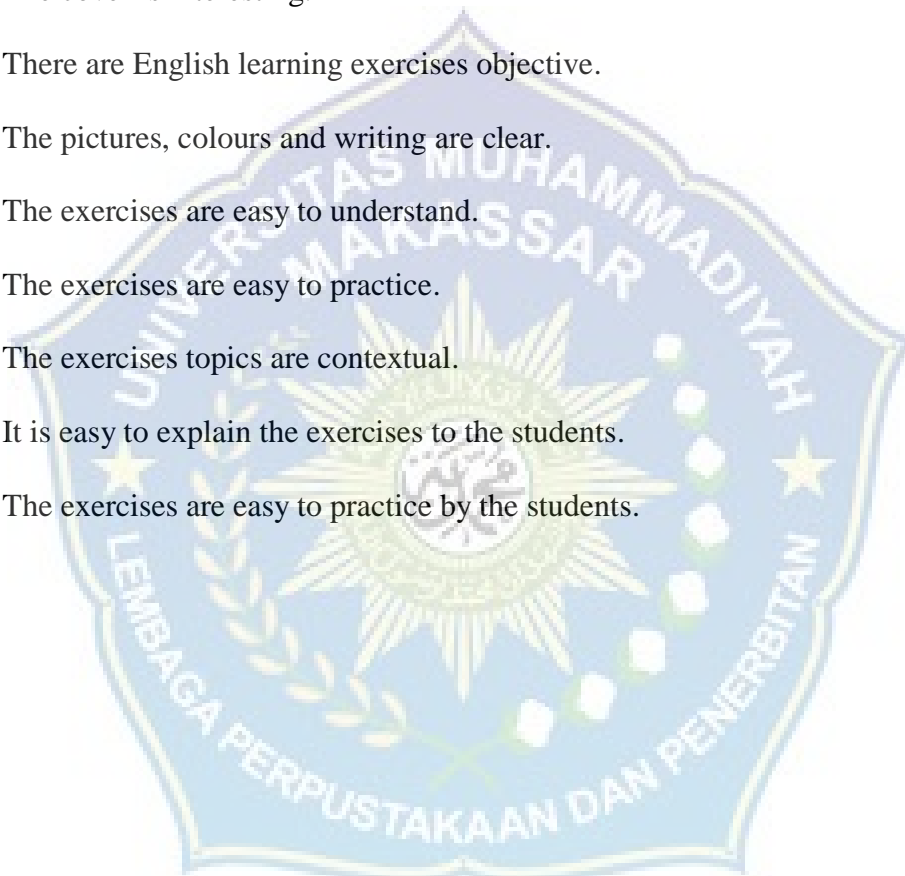 There are English learning exercises objective.
The pictures, colours and writing are clear.
The exercises are easy to understand.
The exercises are easy to practice.
The exercises topics are contextual.
It is easy to explain the exercises to the students.
The exercises are easy to practice by the students.
UNIVERSITAS MUHAMMADIYAH
MAKASSAR
LEMBAGA PERPUSTAKAAN DAN PENERBITAN